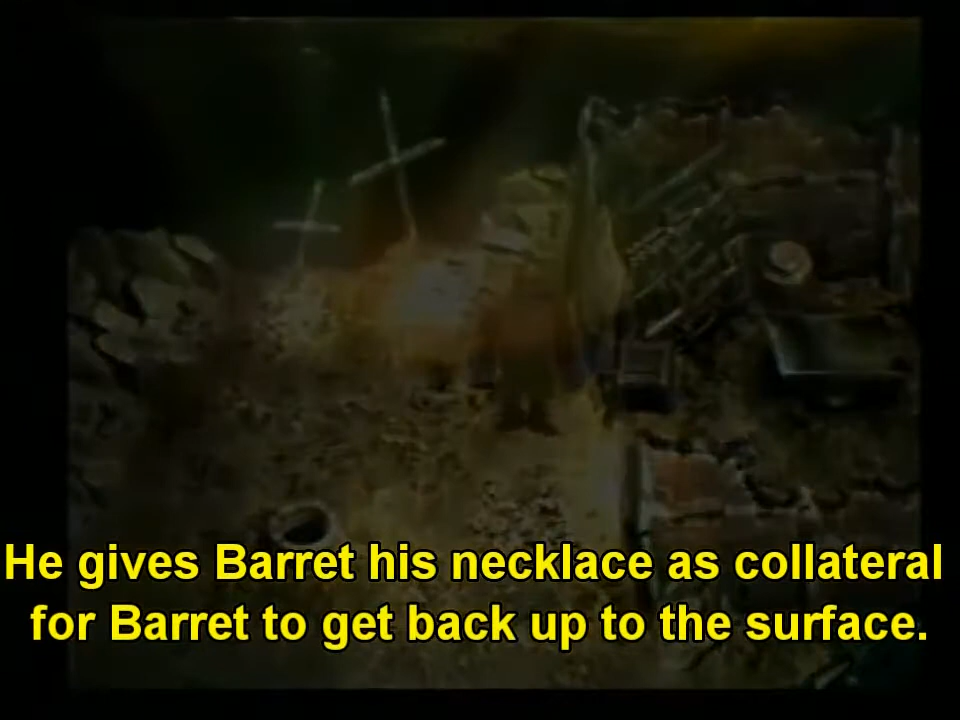 He gives Barret his necklace as collateral
for Barret to get back up to the surface.